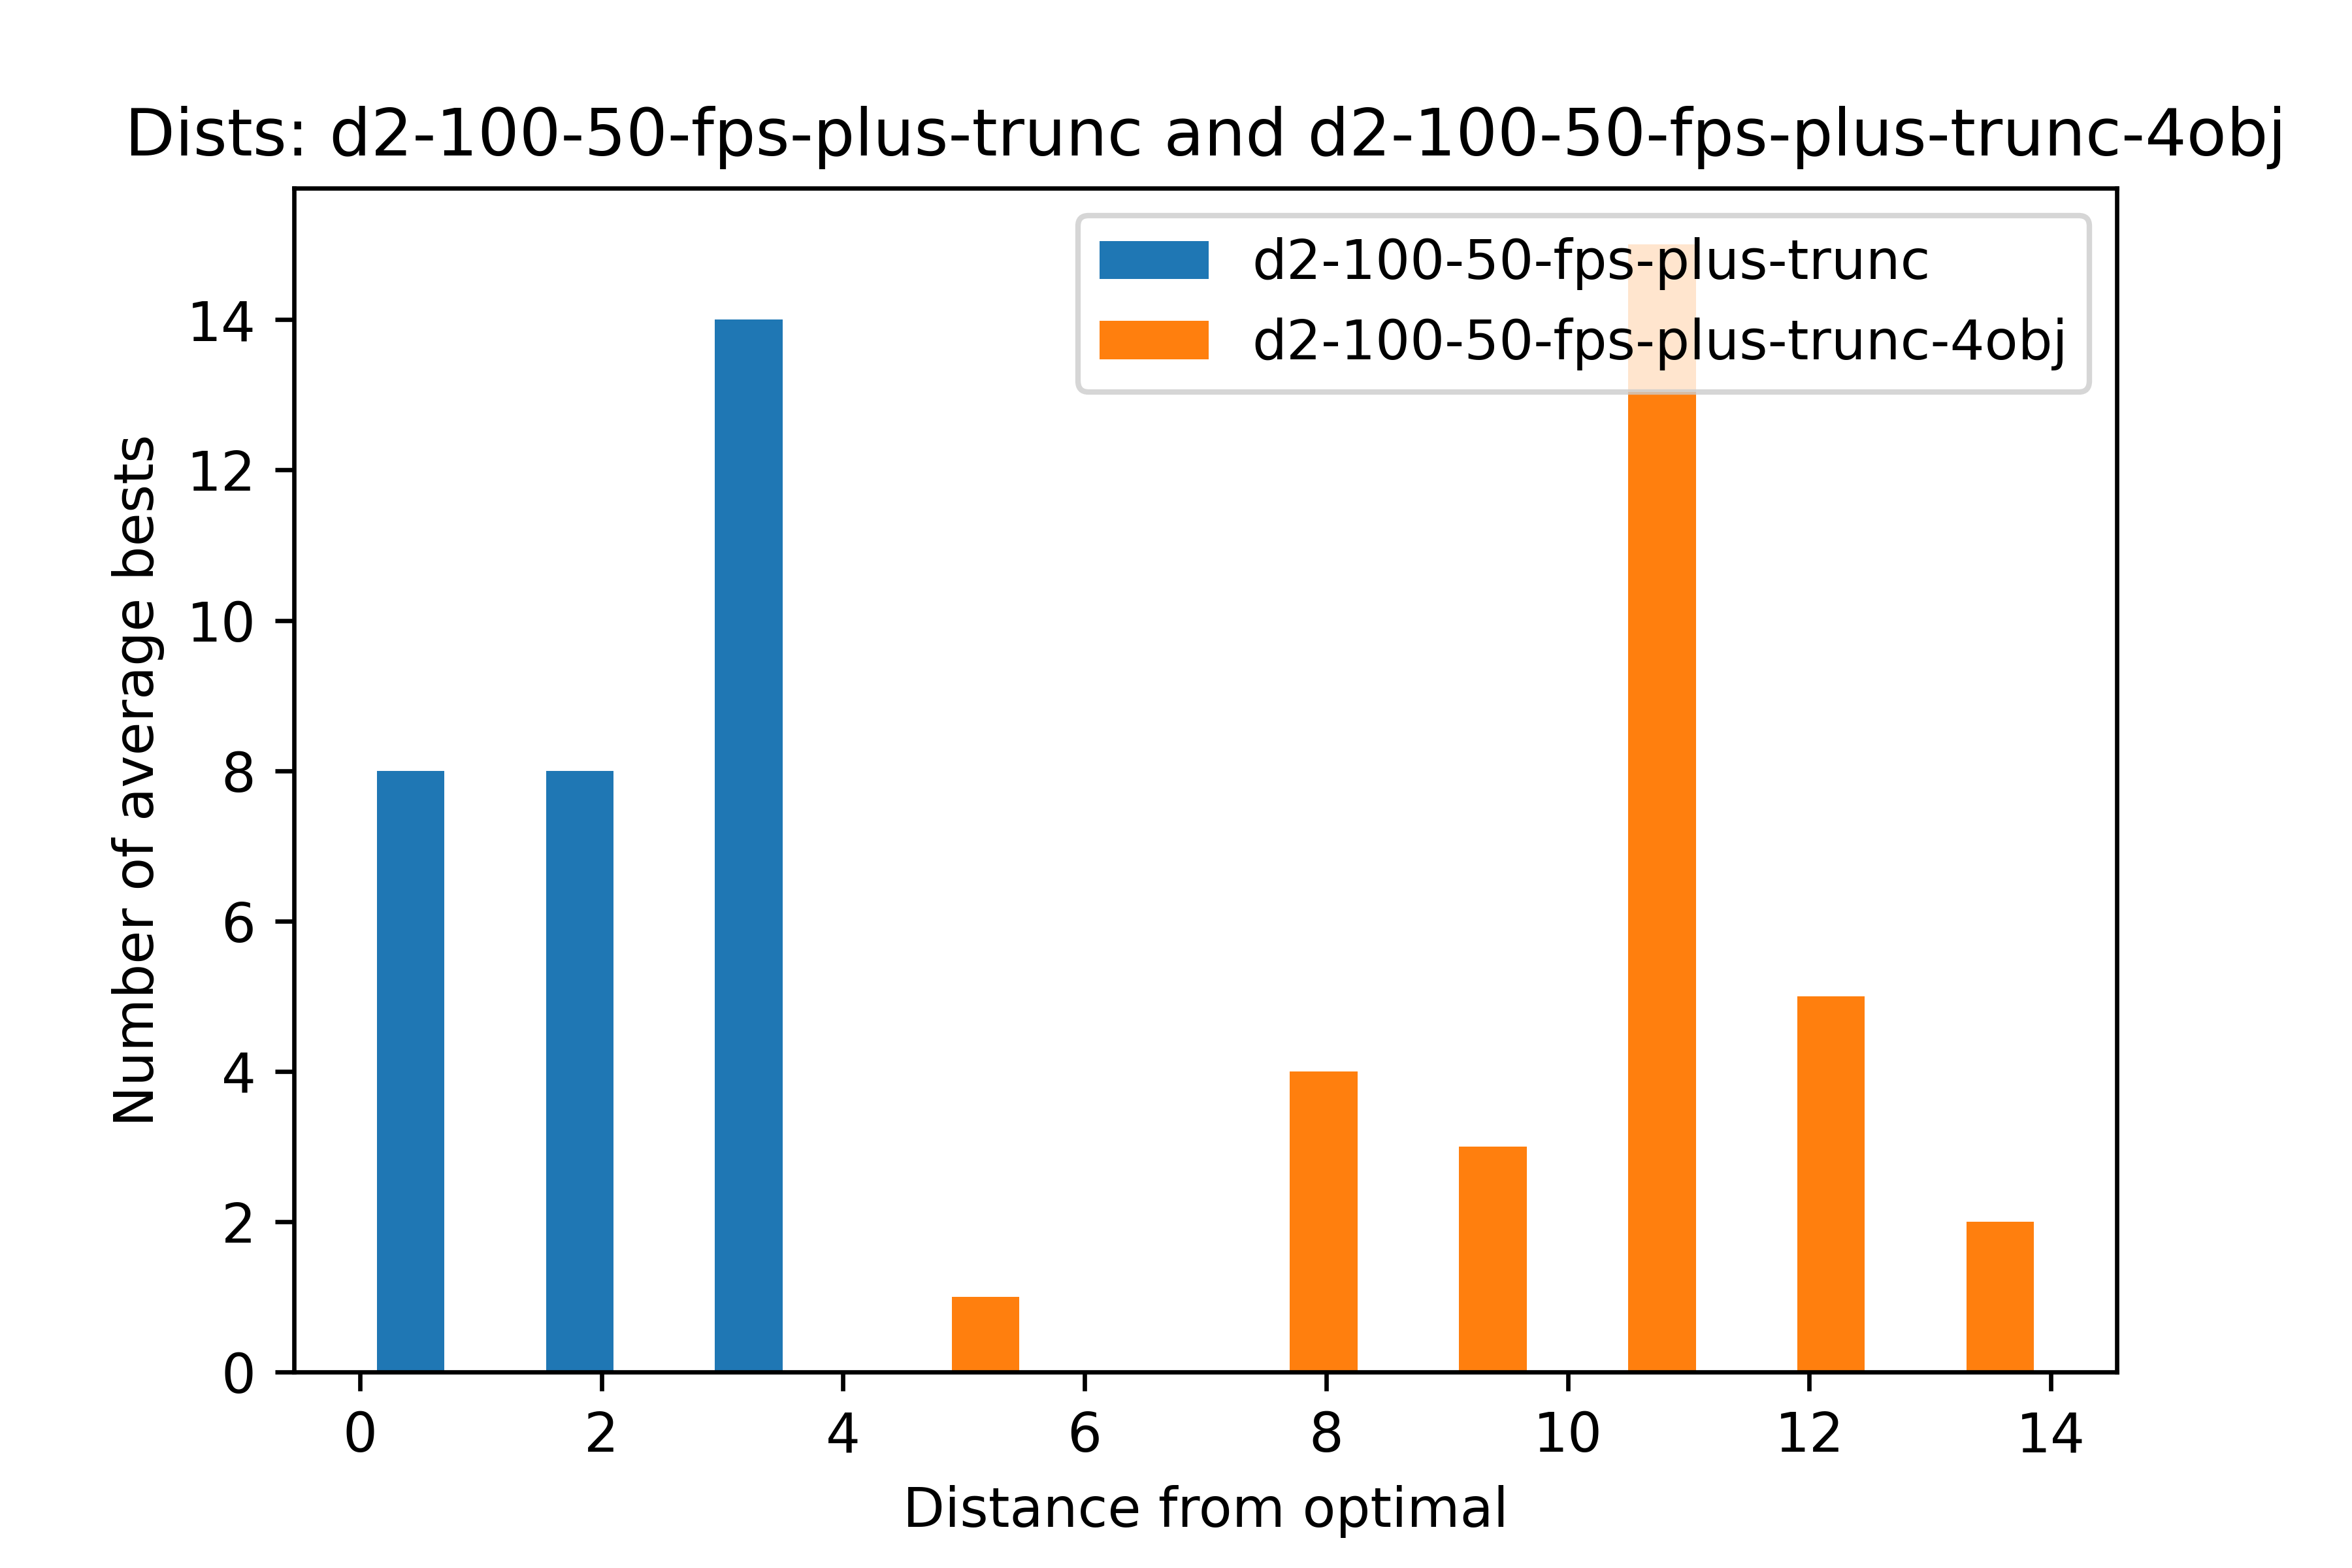 Dists: d2-100-50-fps-plus-trunc and d2-100-50-fps-plus-trunc-4obj
d2-100-50-fps-plus-trunc
d2-100-50-fps-plus-trunc-4obj
Number of average bests
14
12
10
8
6
4
2
0
0 2 4 6 8 10 12 14
Distance from optimal